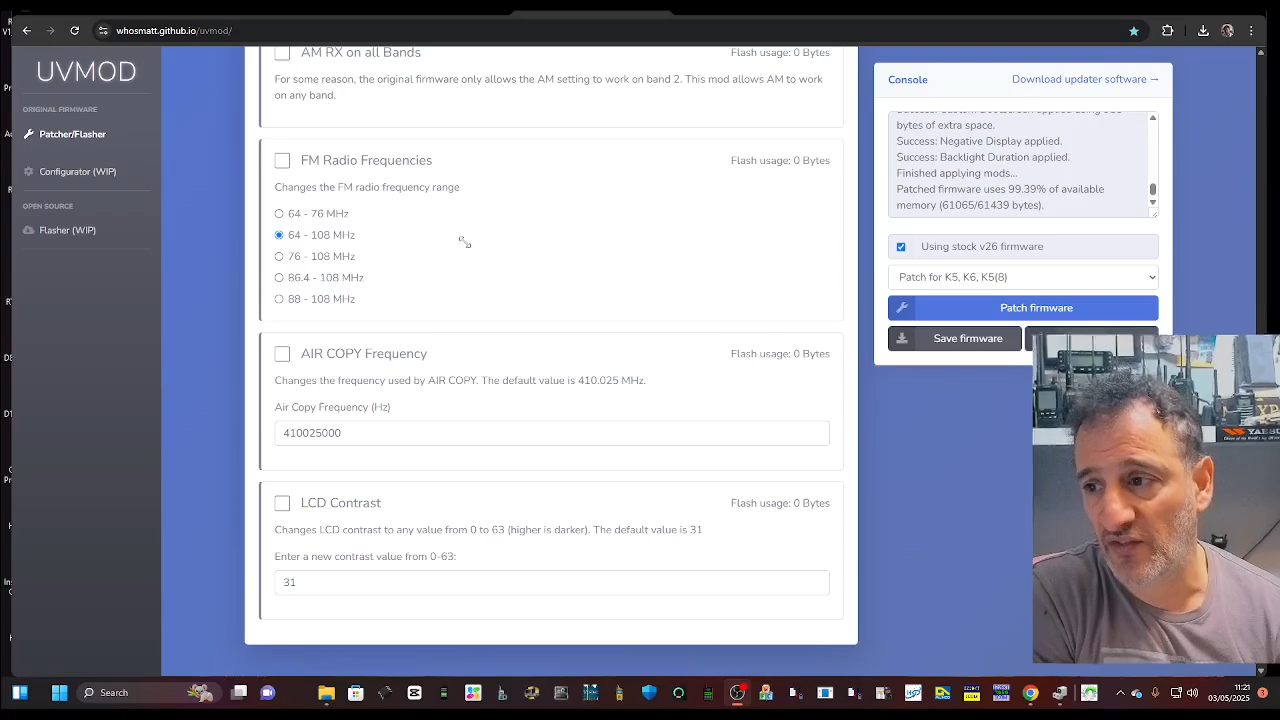 whosmatt.github.io/uvmod/
UVMOD
ORIGINAL FIRMWARE
Patcher/Flasher
Configurator (WIP)
OPEN SOURCE
Flasher (WIP)
AM RX on all Bands
Flash usage: 0 Bytes
For some reason, the original firmware only allows the AM setting to work on band 2. This mod allows AM to work
on any band.
FM Radio Frequencies
Flash usage: 0 Bytes
Changes the FM radio frequency range
64 - 76 MHz
64 - 108 MHz
76 - 108 MHz
86.4 - 108 MHz
88 - 108 MHz
AIR COPY Frequency
Flash usage: 0 Bytes
Changes the frequency used by AIR COPY. The default value is 410.025 MHz.
Air Copy Frequency (Hz)
410025000
LCD Contrast
Flash usage: 0 Bytes
Changes LCD contrast to any value from 0 to 63 (higher is darker). The default value is 31
Enter a new contrast value from 0-63:
31
Console
Download updater software →
bytes of extra space.
Success: Negative Display applied.
Success: Backlight Duration applied.
Finished applying mods...
Patched firmware uses 99.39% of available
memory (61065/61439 bytes).
Using stock v26 firmware
Patch for K5, K6, K5(8)
Patch firmware
Save firmware
Search
11:25
03/05/2025